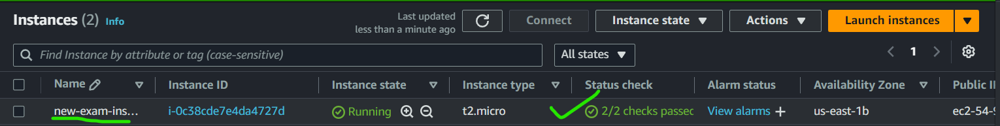 Instances (2) Info
Last updated
less than a minute ago
Connect
Instance state
Actions
Launch instances
Find Instance by attribute or tag (case-sensitive)
All states
1
Name Instance ID Instance state Instance type Status check Alarm status Availability Zone Public I
new-exam-ins... i-0c38cde7e4da4727d Running t2.micro 2/2 checks passec View alarms + us-east-1b ec2-54-9